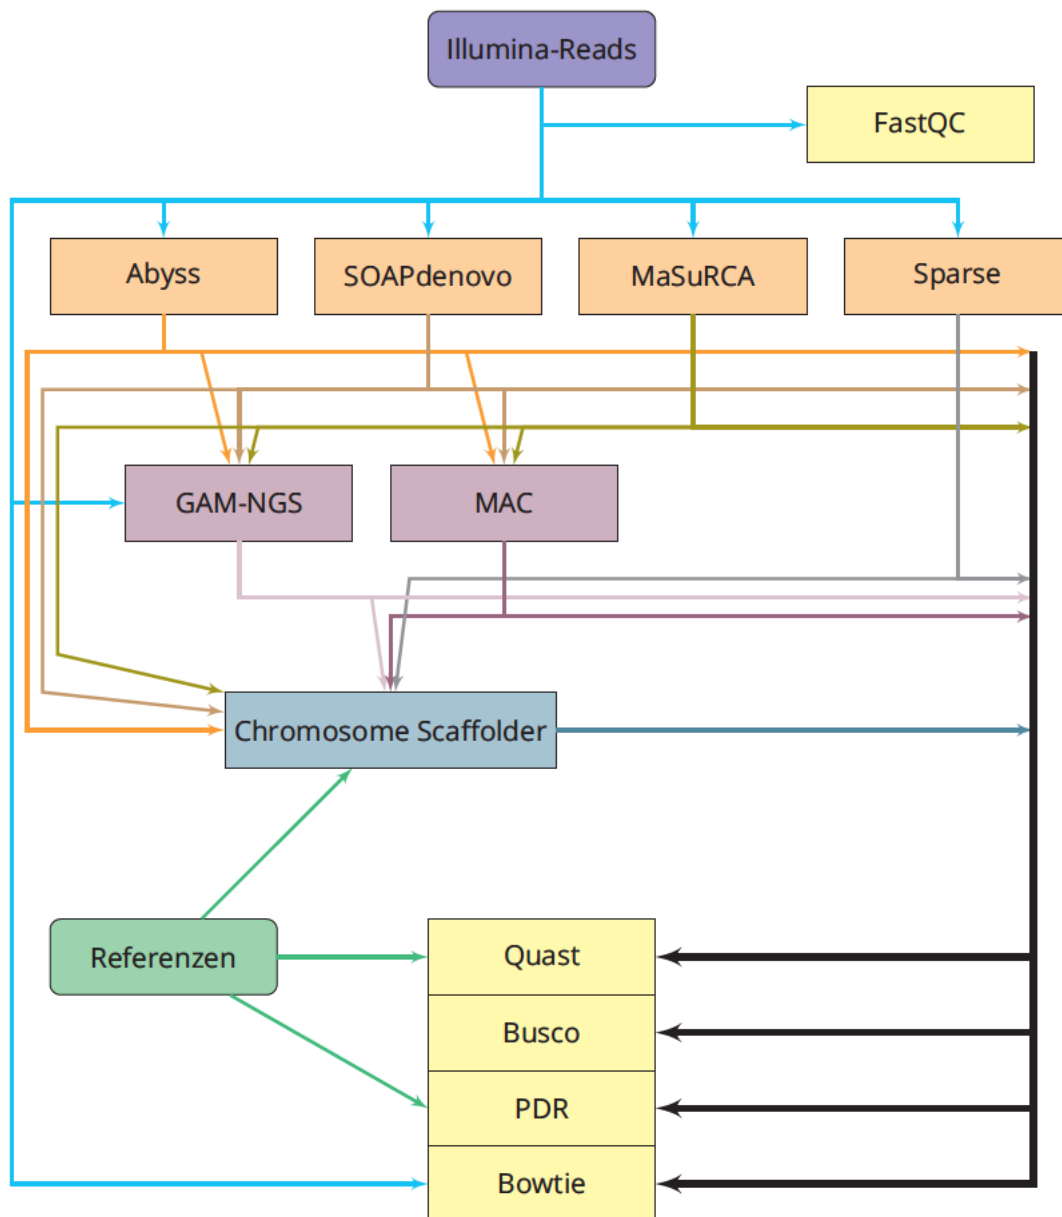 Illumina-Reads
FastQC
Abyss
SOAPdenovo
MaSuRCA
Sparse
GAM-NGS
MAC
Chromosome Scaffolder
Referenzen
Quast
Busco
PDR
Bowtie